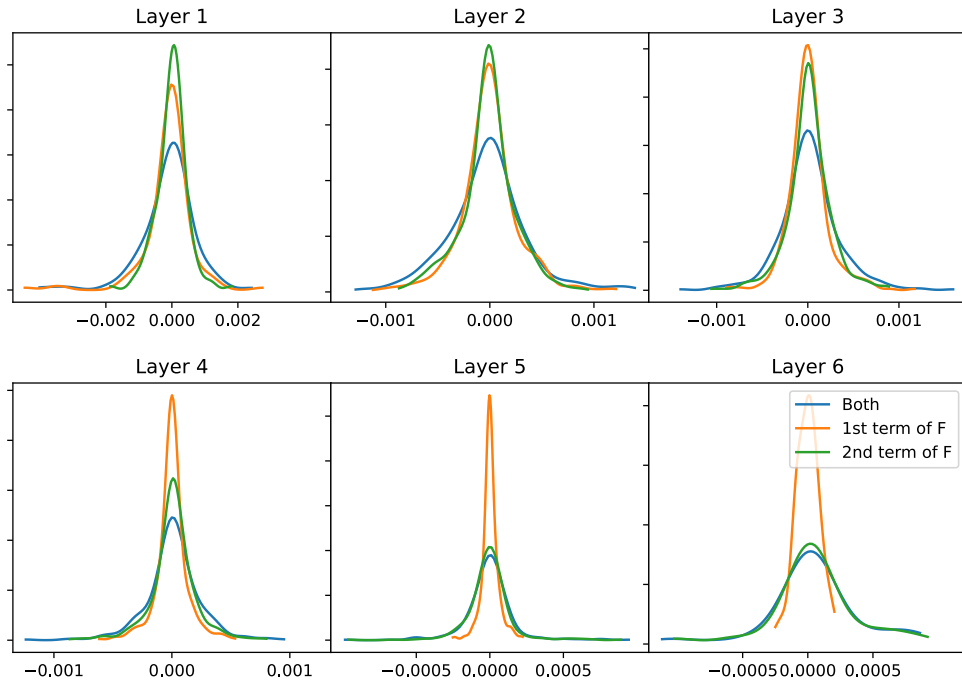 Layer 1
Layer 2
Layer 3
−0.002 0.000 0.002
−0.001 0.000 0.001
−0.001 0.000 0.001
Layer 4
Layer 5
Layer 6
Both
1st term of F
2nd term of F
−0.001 0.000 0.001
−0.0005 0.0000 0.0005
−0.0005 0.0000 0.0005